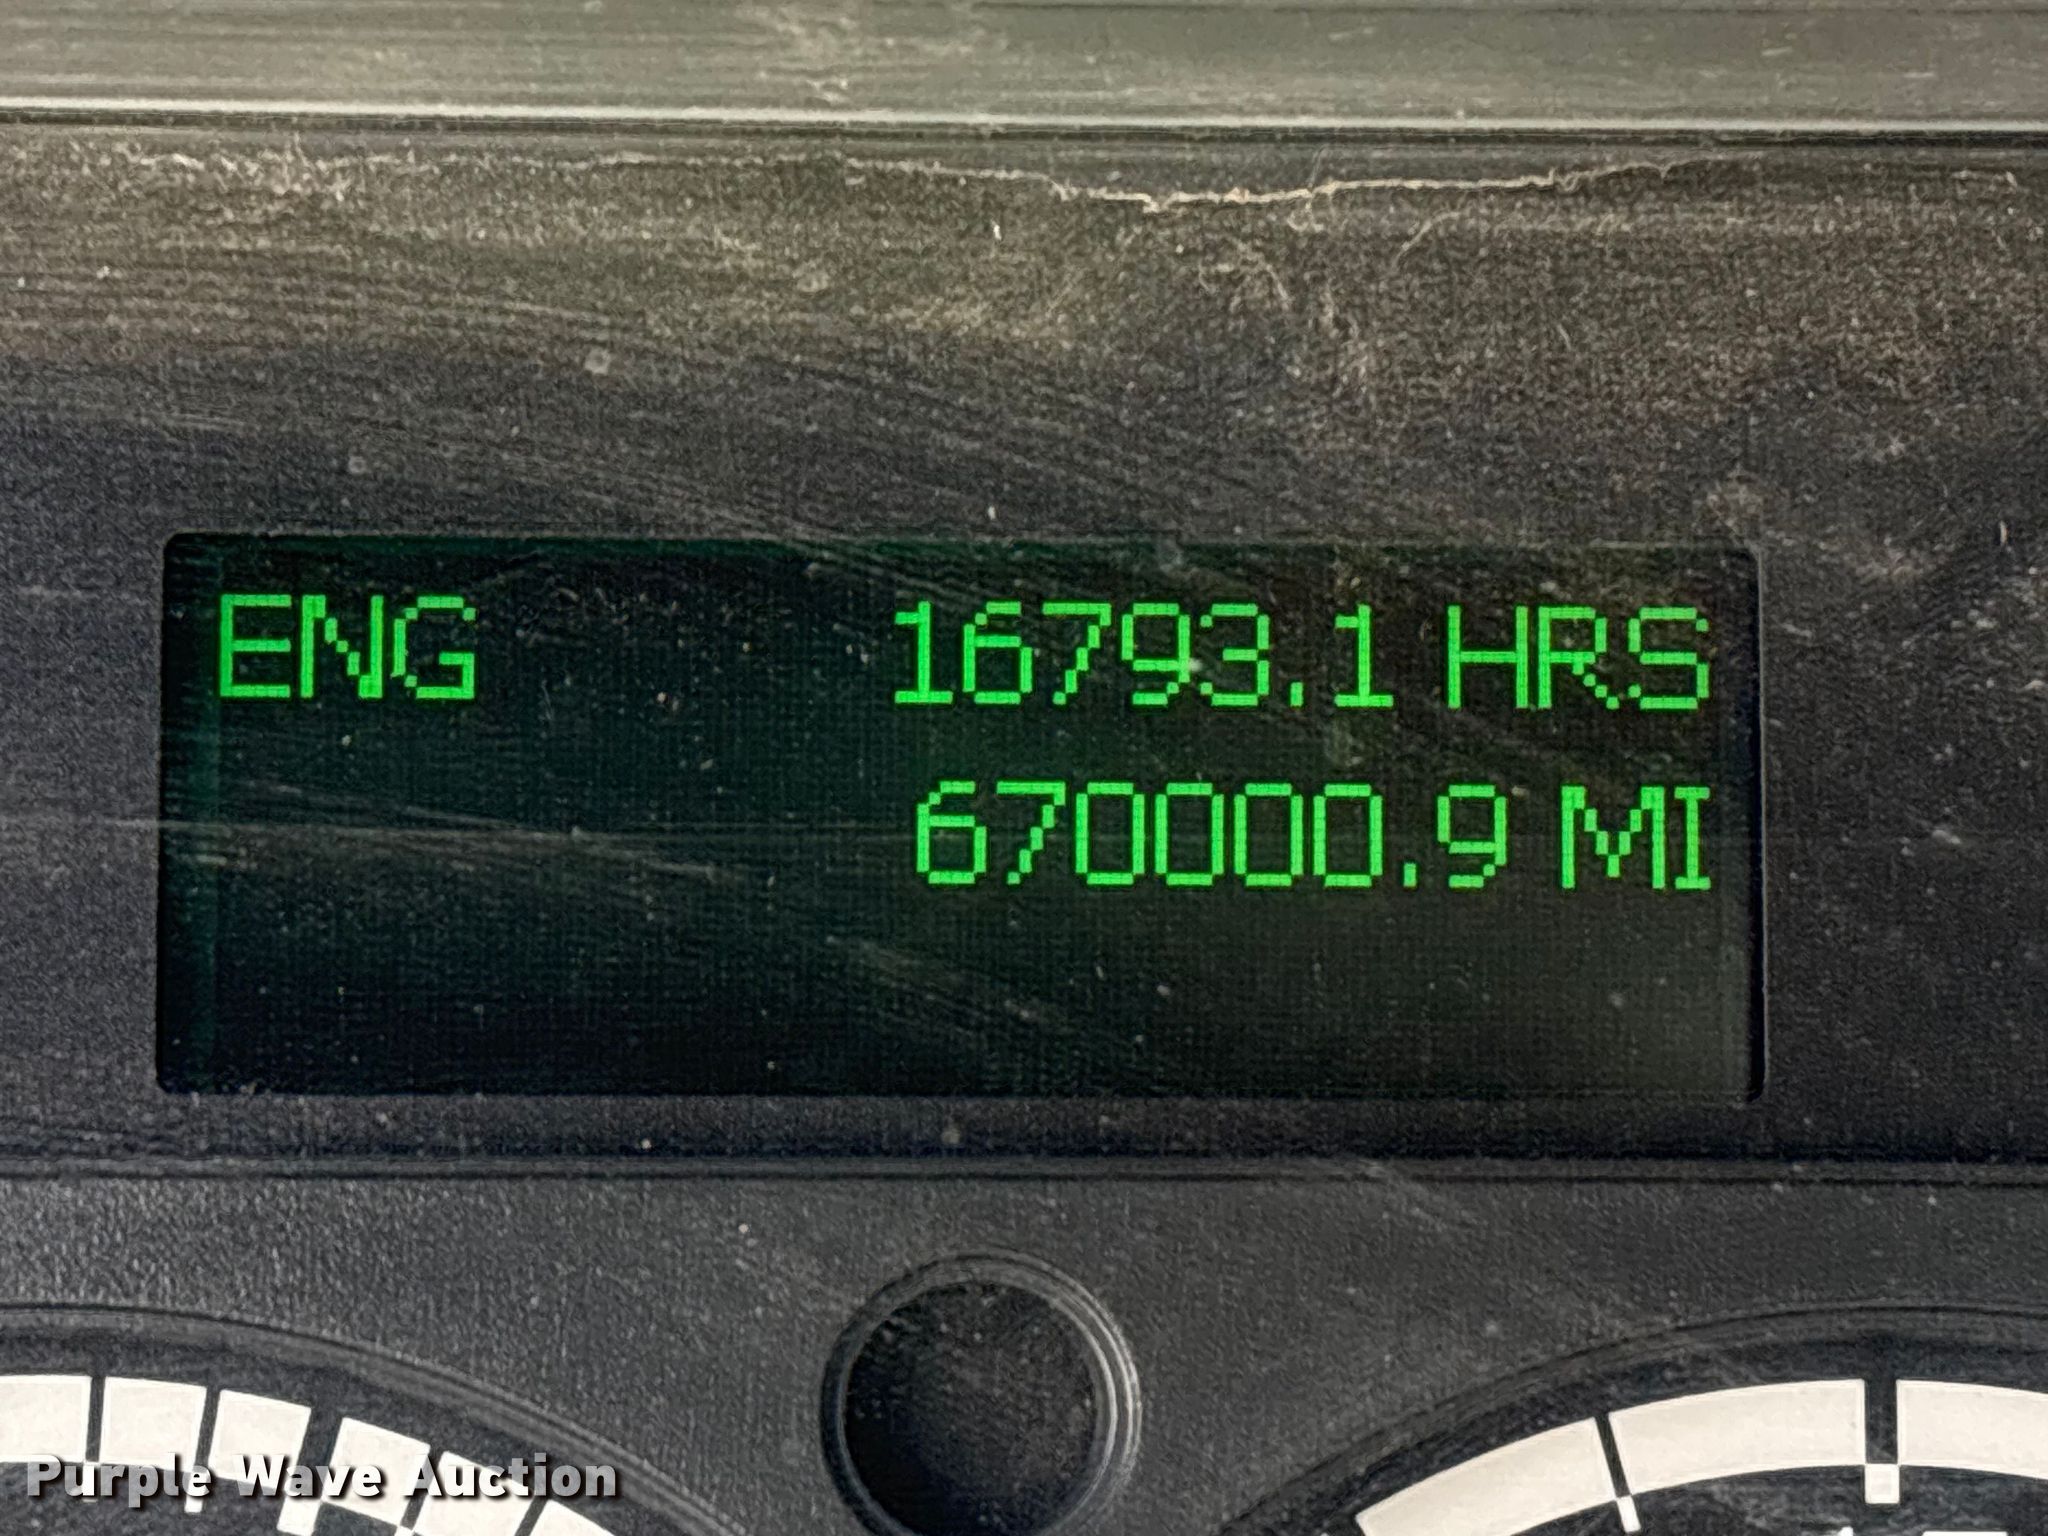 ENG 16793.1 HRS
670000.9 MI
Purple Wave Auction